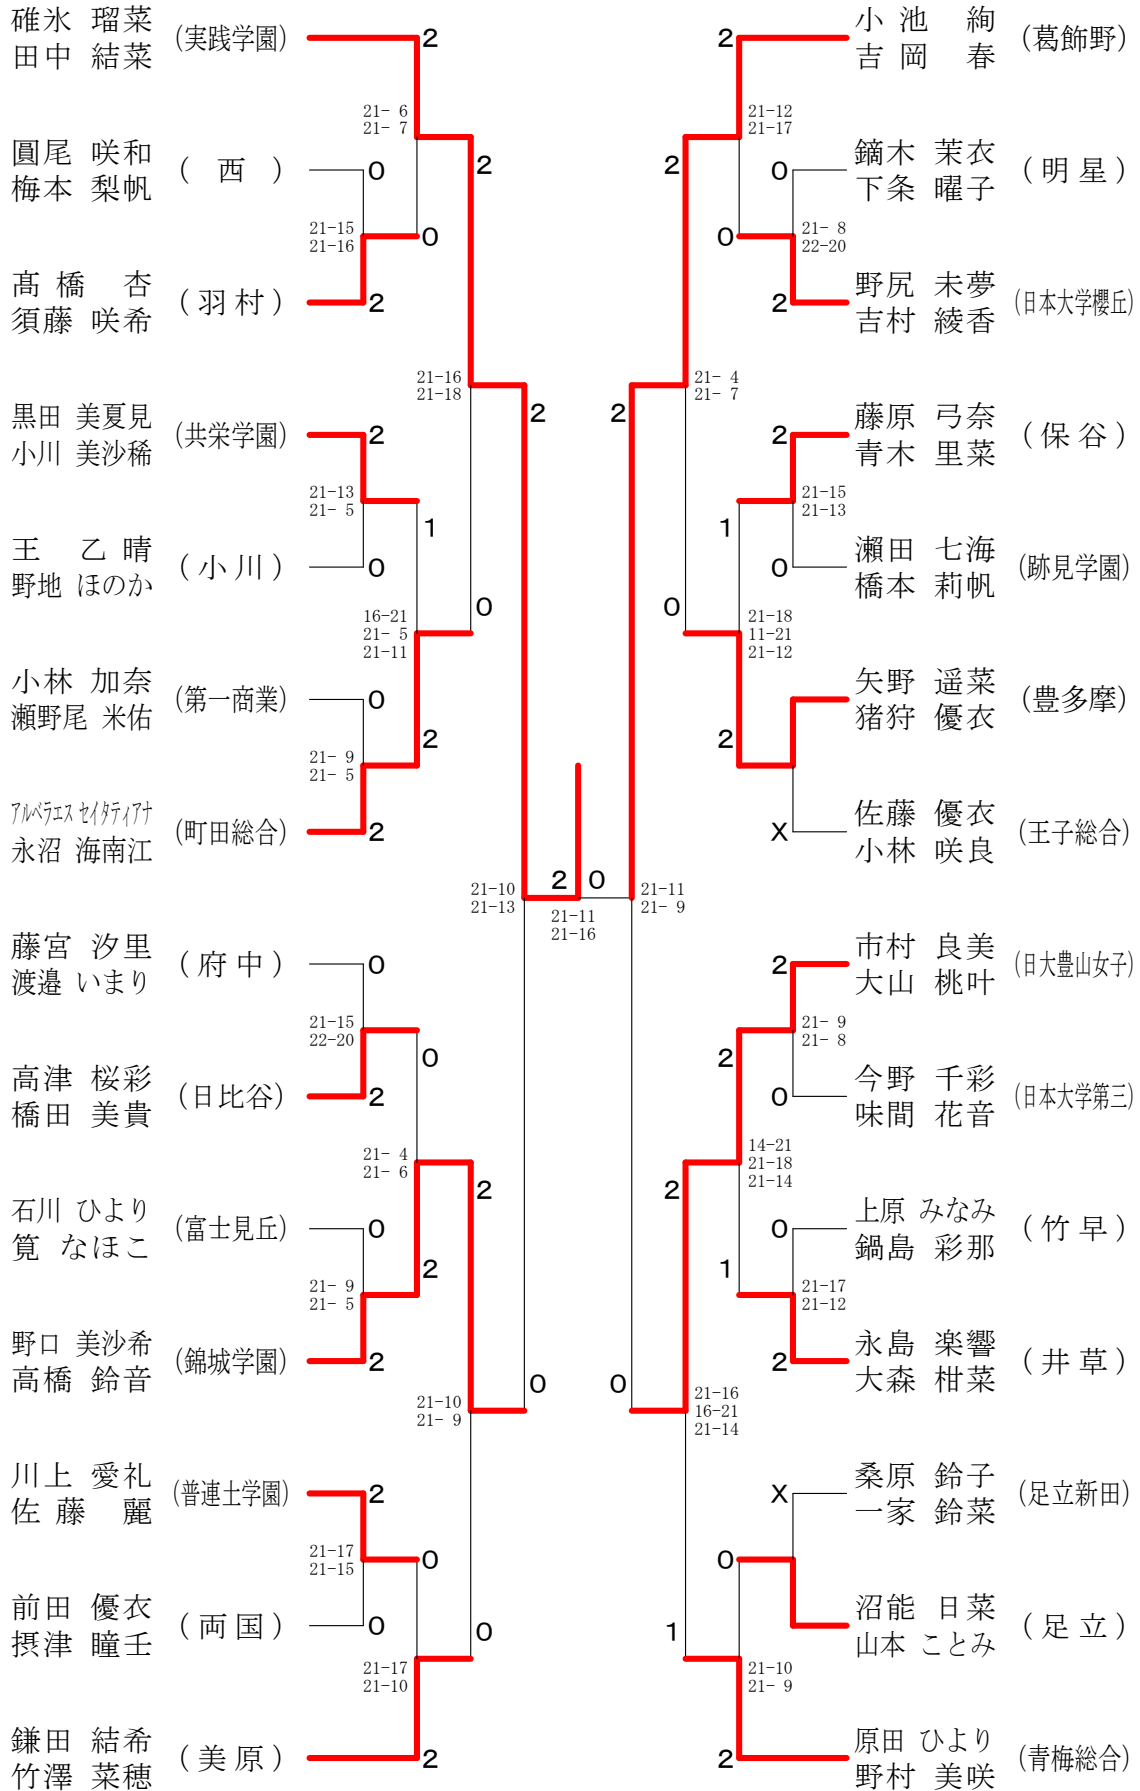 碓氷 瑠菜
田中 結菜
(実践学園)
2
21- 6
21- 7
圓尾 咲和
梅本 梨帆
( 西 )
0
2
21-15
21-16
0
髙橋 杏
須藤 咲希
(羽村)
2
21-16
21-18
2
黒田 美夏見
小川 美沙稀
(共栄学園)
2
21-13
21- 5
1
王 乙晴
野地 ほのか
(小川)
0
16-21
21- 5
21-11
0
小林 加奈
瀬野尾 米佑
(第一商業)
0
2
21- 9
21- 5
アルベラエス セイタティアナ
永沼 海南江
(町田総合)
2
21-10
21-13
2 0
21-11
21-16
藤宮 汐里
渡邉 いまり
(府中)
0
21-15
22-20
0
高津 桜彩
橋田 美貴
(日比谷)
2
21- 4
21- 6
2
石川 ひより
筧 なほこ
(富士見丘)
0
2
21- 9
21- 5
野口 美沙希
高橋 鈴音
(錦城学園)
2
0
21-10
21- 9
川上 愛礼
佐藤 麗
(普連土学園)
2
21-17
21-15
0
前田 優衣
摂津 瞳壬
(両国)
0
0
21-17
21-10
鎌田 結希
竹澤 菜穂
(美原)
2
小池 絢
吉岡 春
(葛飾野)
2
21-12
21-17
2
鏑木 茉衣
下条 曜子
(明星)
0
21- 8
22-20
0
野尻 未夢
吉村 綾香
(日本大学櫻丘)
2
21- 4
21- 7
2
藤原 弓奈
青木 里菜
(保谷)
2
21-15
21-13
1
瀬田 七海
橋本 莉帆
(跡見学園)
0
21-18
11-21
21-12
0
矢野 遥菜
猪狩 優衣
(豊多摩)
2
佐藤 優衣
小林 咲良
(王子総合)
X
21-11
21- 9
市村 良美
大山 桃叶
(日大豊山女子)
2
21- 9
21- 8
2
今野 千彩
味間 花音
(日本大学第三)
0
14-21
21-18
21-14
2
上原 みなみ
鍋島 彩那
(竹早)
0
1
21-17
21-12
永島 楽響
大森 柑菜
(井草)
2
0
21-16
16-21
21-14
桑原 鈴子
一家 鈴菜
(足立新田)
X
0
沼能 日菜
山本 ことみ
(足立)
1
21-10
21- 9
原田 ひより
野村 美咲
(青梅総合)
2